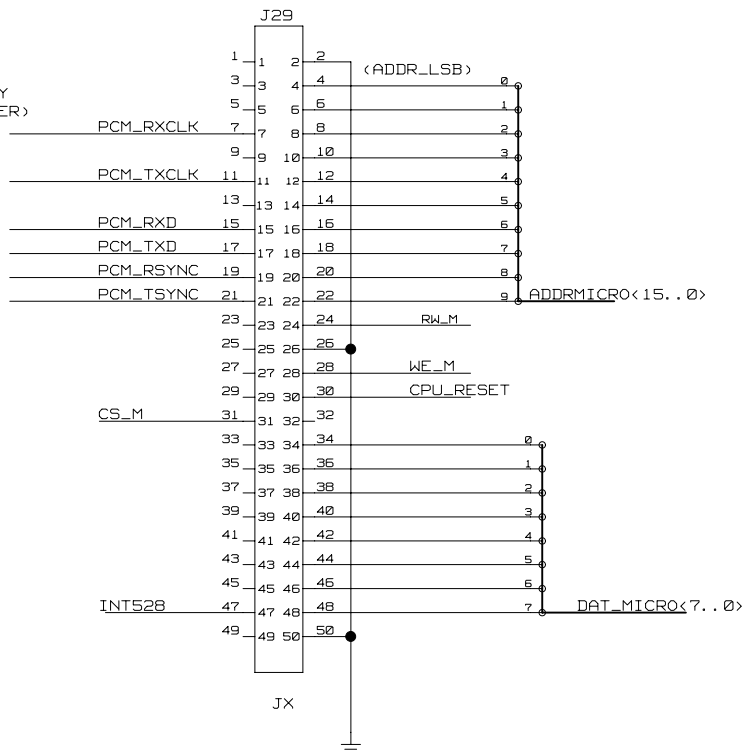 J29
1 1 2 2
(ADDR_LSB)
3 3 4 4 0
Y
5 5 6 6 1
ER)
PCM_RXCLK 7 7 8 8 2
9 9 10 10 3
PCM_TXCLK 11 11 12 12 4
13 13 14 14 5
PCM_RXD 15 15 16 16 6
PCM_TXD 17 17 18 18 7
PCM_RSYNC 19 19 20 20 8
PCM_TSYNC 21 21 22 22 9 ADDRMICRO<15..0>
23 23 24 24 RW_M
25 25 26 26
27 27 28 28 WE_M
29 29 30 30 CPU_RESET
CS_M 31 31 32 32
33 33 34 34 0
35 35 36 36 1
37 37 38 38 2
39 39 40 40 3
41 41 42 42 4
43 43 44 44 5
45 45 46 46 6
INT528 47 47 48 48 7 DAT_MICRO<7..0>
49 49 50 50
JX